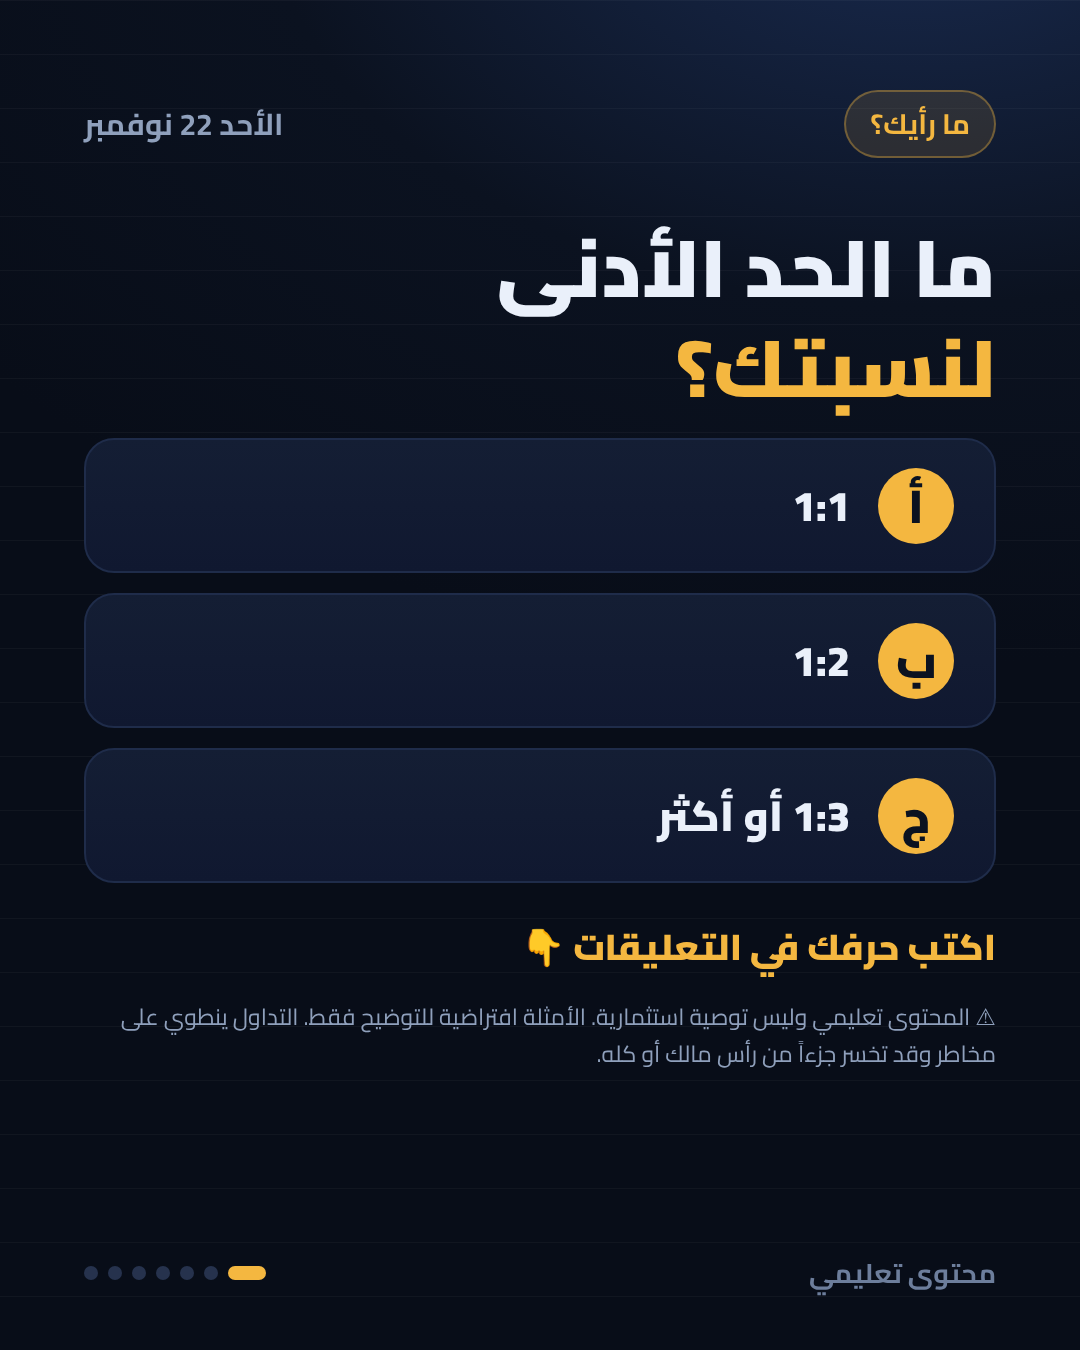 ما رأيك؟
الأحد 22 نوفمبر
ما الحد الأدنى
لنسبتك؟
أ
1:1
ب
1:2
ج
1:3 أو أكثر
اكتب حرفك في التعليقات 👇
⚠ المحتوى تعليمي وليس توصية استثمارية. الأمثلة افتراضية للتوضيح فقط. التداول ينطوي على
مخاطر وقد تخسر جزءاً من رأس مالك أو كله.
محتوى تعليمي